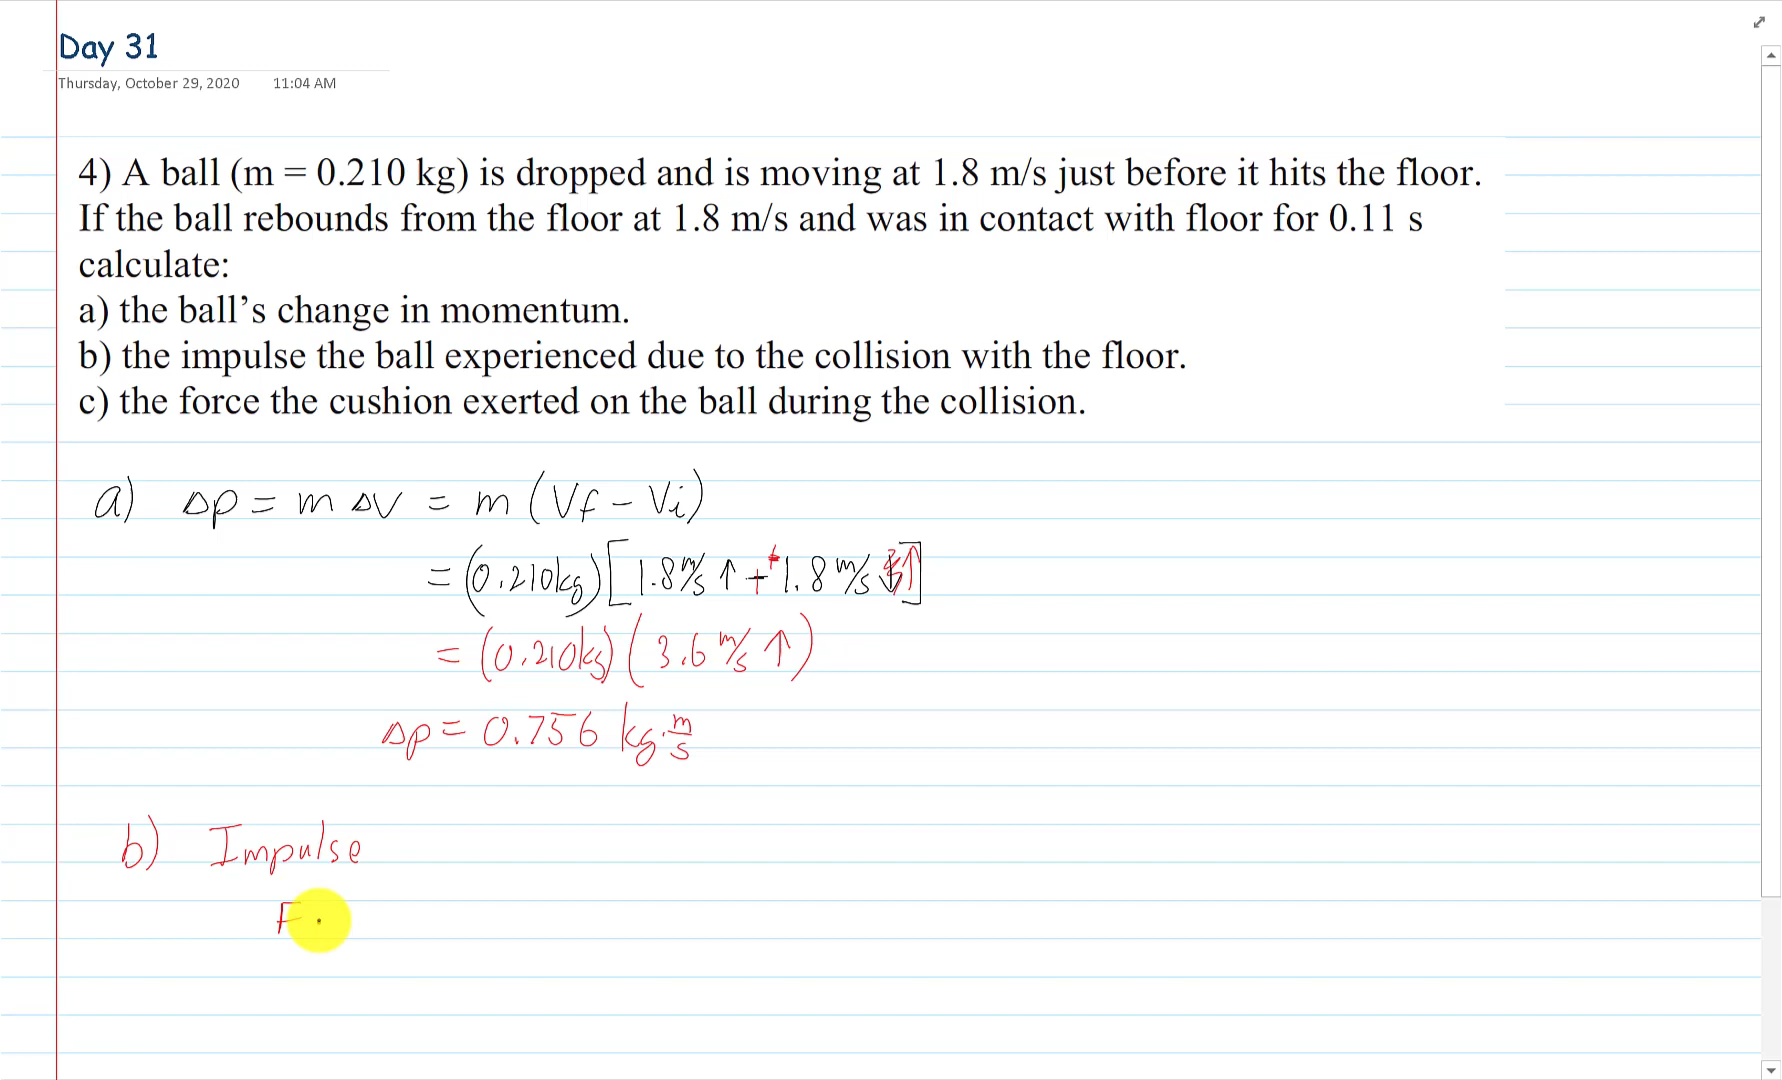 Day 31
Thursday, October 29, 2020 11:04 AM
4) A ball (m = 0.210 kg) is dropped and is moving at 1.8 m/s just before it hits the floor.
If the ball rebounds from the floor at 1.8 m/s and was in contact with floor for 0.11 s
calculate:
a) the ball’s change in momentum.
b) the impulse the ball experienced due to the collision with the floor.
c) the force the cushion exerted on the ball during the collision.
a) Δp = m Δv = m (Vf - Vi)
= (0.210kg) [1.8 m/s ↑ + + 1.8 m/s ↑]
= (0.210kg) (3.6 m/s ↑)
Δp = 0.756 kg·m/s
b) Impulse
F